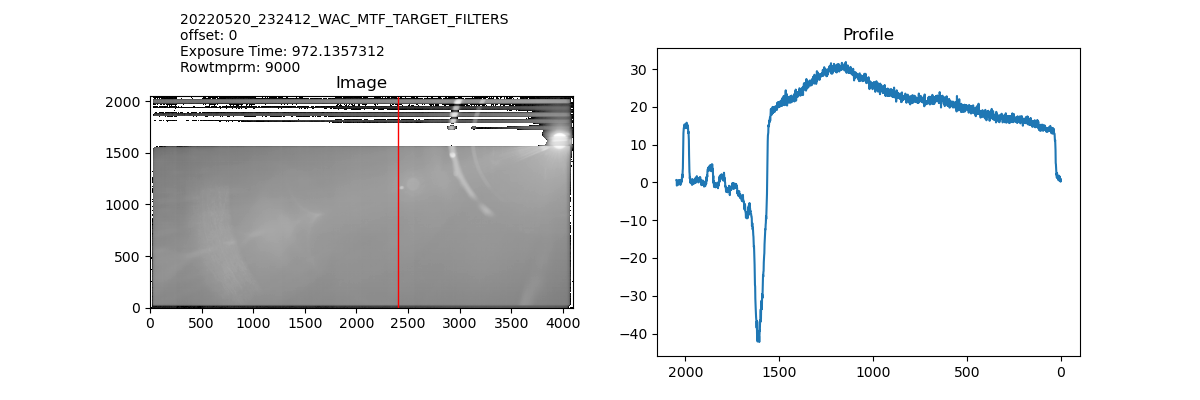 20220520_232412_WAC_MTF_TARGET_FILTERS
offset: 0
Exposure Time: 972.1357312
Rowtmprm: 9000
Image
2000
1500
1000
500
0
0 500 1000 1500 2000 2500 3000 3500 4000
Profile
30
20
10
0
−10
−20
−30
−40
2000 1500 1000 500 0